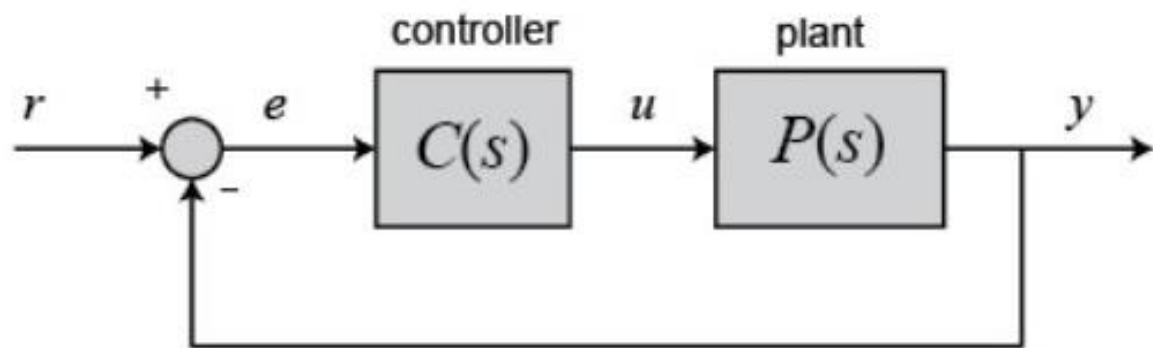 controller plant
r + e C(s) u P(s) y
-